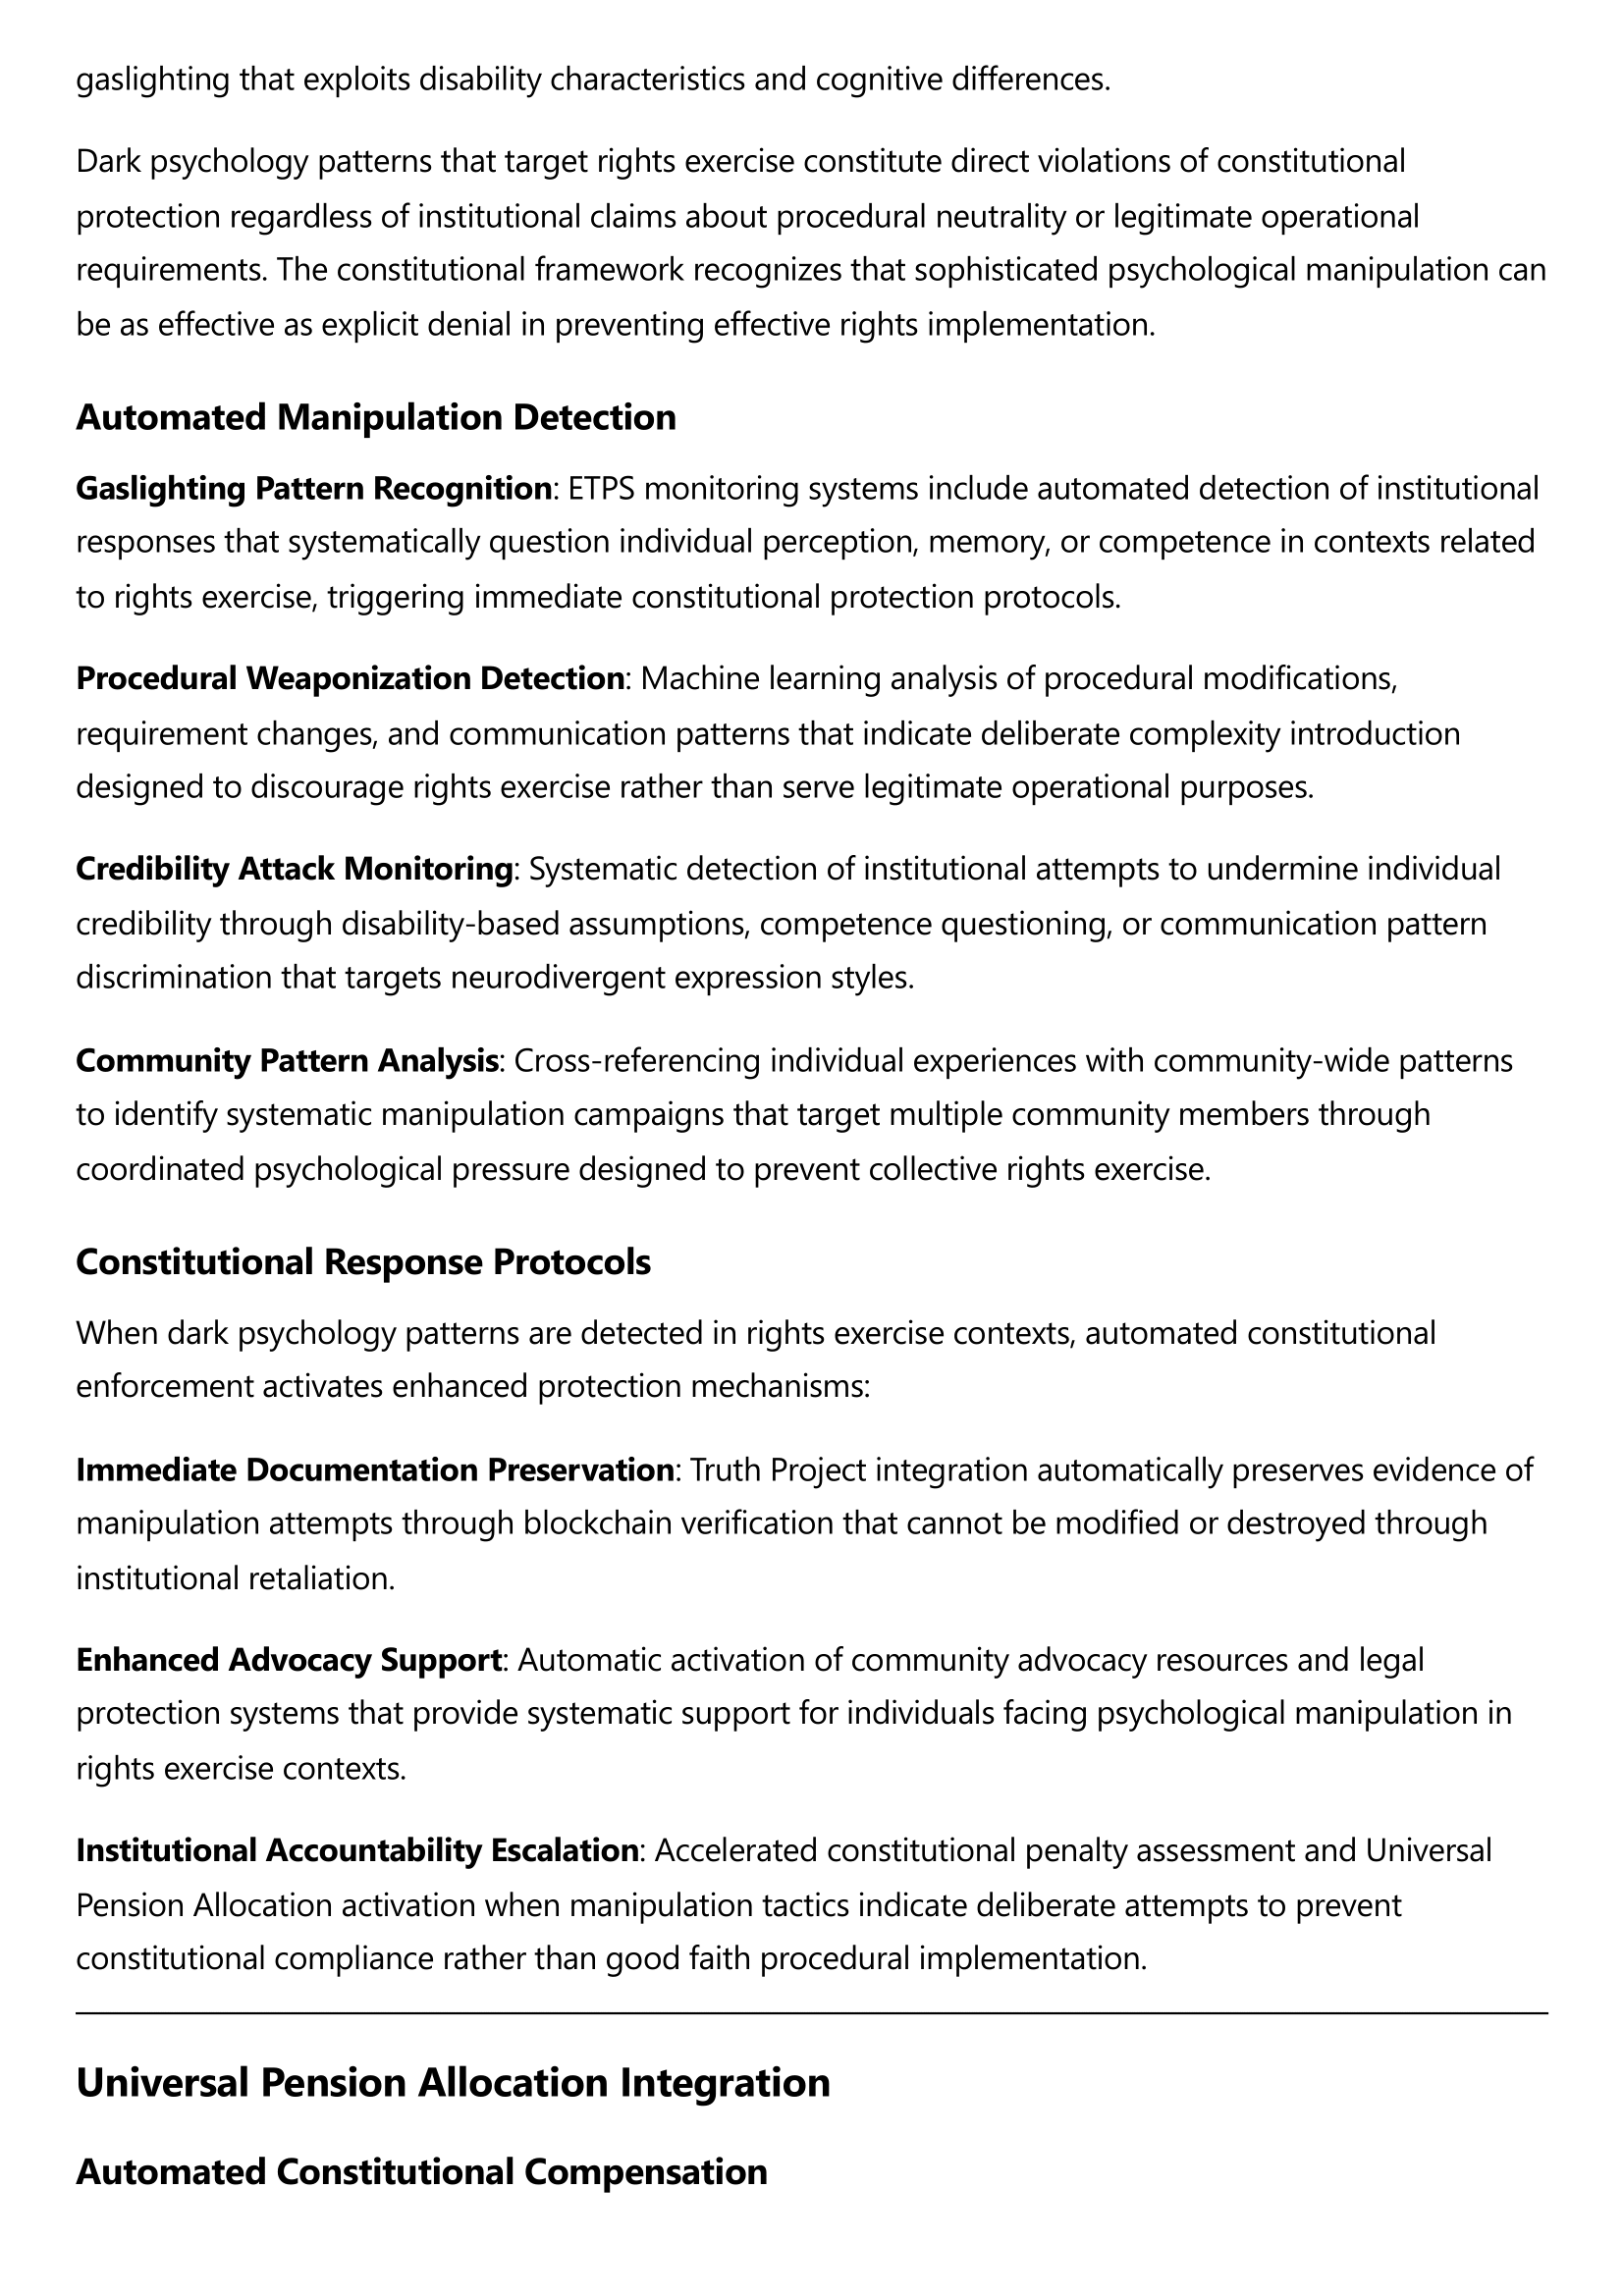 gaslighting that exploits disability characteristics and cognitive differences.
Dark psychology patterns that target rights exercise constitute direct violations of constitutional
protection regardless of institutional claims about procedural neutrality or legitimate operational
requirements. The constitutional framework recognizes that sophisticated psychological manipulation can
be as effective as explicit denial in preventing effective rights implementation.
Automated Manipulation Detection
Gaslighting Pattern Recognition: ETPS monitoring systems include automated detection of institutional
responses that systematically question individual perception, memory, or competence in contexts related
to rights exercise, triggering immediate constitutional protection protocols.
Procedural Weaponization Detection: Machine learning analysis of procedural modifications,
requirement changes, and communication patterns that indicate deliberate complexity introduction
designed to discourage rights exercise rather than serve legitimate operational purposes.
Credibility Attack Monitoring: Systematic detection of institutional attempts to undermine individual
credibility through disability-based assumptions, competence questioning, or communication pattern
discrimination that targets neurodivergent expression styles.
Community Pattern Analysis: Cross-referencing individual experiences with community-wide patterns
to identify systematic manipulation campaigns that target multiple community members through
coordinated psychological pressure designed to prevent collective rights exercise.
Constitutional Response Protocols
When dark psychology patterns are detected in rights exercise contexts, automated constitutional
enforcement activates enhanced protection mechanisms:
Immediate Documentation Preservation: Truth Project integration automatically preserves evidence of
manipulation attempts through blockchain verification that cannot be modified or destroyed through
institutional retaliation.
Enhanced Advocacy Support: Automatic activation of community advocacy resources and legal
protection systems that provide systematic support for individuals facing psychological manipulation in
rights exercise contexts.
Institutional Accountability Escalation: Accelerated constitutional penalty assessment and Universal
Pension Allocation activation when manipulation tactics indicate deliberate attempts to prevent
constitutional compliance rather than good faith procedural implementation.
Universal Pension Allocation Integration
Automated Constitutional Compensation